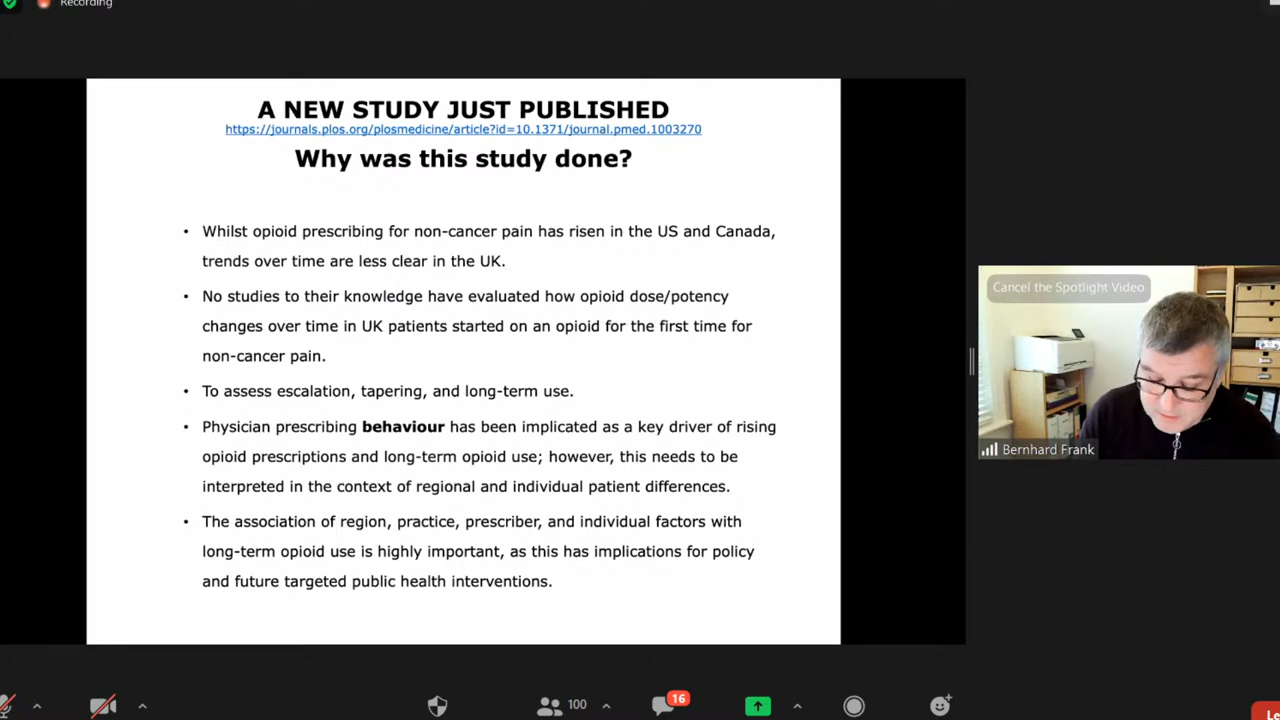 Recording
A NEW STUDY JUST PUBLISHED
https://journals.plos.org/plosmedicine/article?id=10.1371/journal.pmed.1003270
Why was this study done?
• Whilst opioid prescribing for non-cancer pain has risen in the US and Canada,
trends over time are less clear in the UK.
• No studies to their knowledge have evaluated how opioid dose/potency
changes over time in UK patients started on an opioid for the first time for
non-cancer pain.
• To assess escalation, tapering, and long-term use.
• Physician prescribing behaviour has been implicated as a key driver of rising
opioid prescriptions and long-term opioid use; however, this needs to be
interpreted in the context of regional and individual patient differences.
• The association of region, practice, prescriber, and individual factors with
long-term opioid use is highly important, as this has implications for policy
and future targeted public health interventions.
Cancel the Spotlight Video
Bernhard Frank
100
16
Le